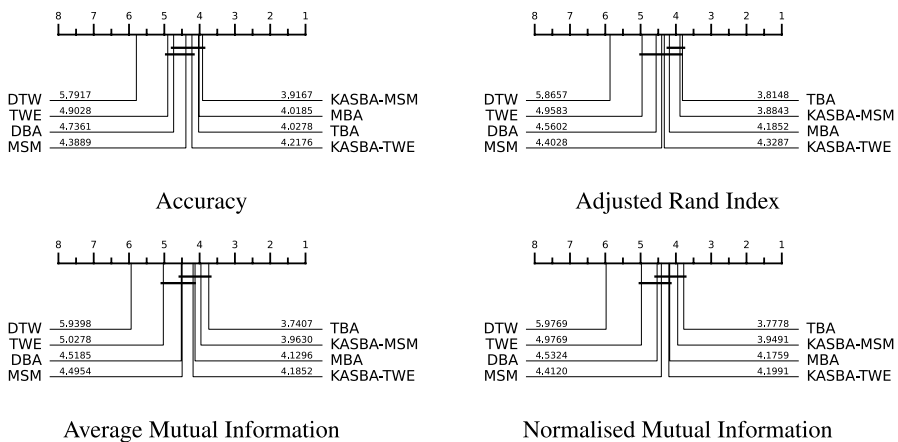 8 7 6 5 4 3 2 1
DTW 5.7917 3.9167 KASBA-MSM
TWE 4.9028 4.0185 MBA
DBA 4.7361 4.0278 TBA
MSM 4.3889 4.2176 KASBA-TWE
Accuracy
8 7 6 5 4 3 2 1
DTW 5.8657 3.8148 TBA
TWE 4.9583 3.8843 KASBA-MSM
DBA 4.5602 4.1852 MBA
MSM 4.4028 4.3287 KASBA-TWE
Adjusted Rand Index
8 7 6 5 4 3 2 1
DTW 5.9398 3.7407 TBA
TWE 5.0278 3.9630 KASBA-MSM
DBA 4.5185 4.1296 MBA
MSM 4.4954 4.1852 KASBA-TWE
Average Mutual Information
8 7 6 5 4 3 2 1
DTW 5.9769 3.7778 TBA
TWE 4.9769 3.9491 KASBA-MSM
DBA 4.5324 4.1759 MBA
MSM 4.4120 4.1991 KASBA-TWE
Normalised Mutual Information